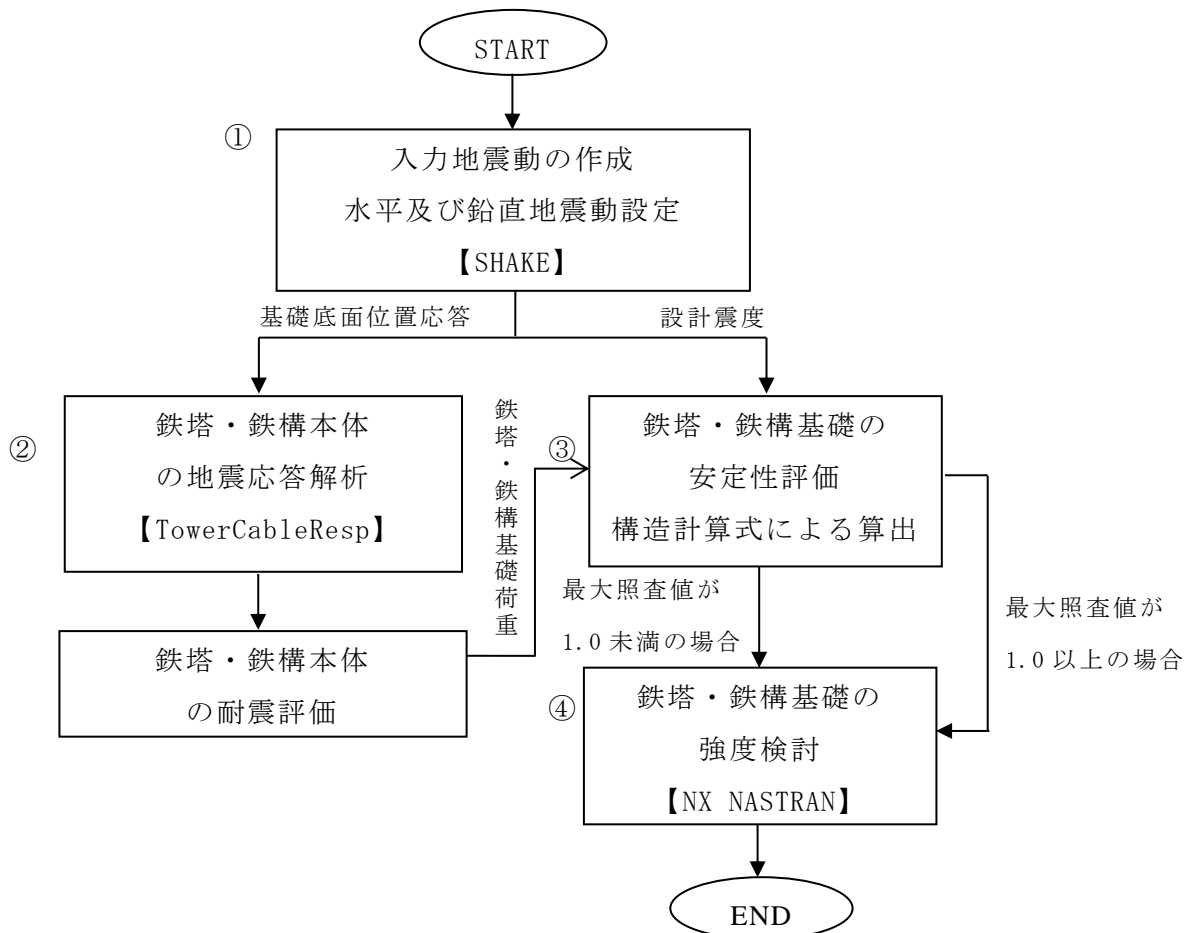 START
①
入力地震動の作成
水平及び鉛直地震動設定
【SHAKE】
基礎底面位置応答
設計震度
②
鉄塔・鉄構本体
の地震応答解析
【TowerCableResp】
鉄塔・鉄構本体
の耐震評価
鉄塔・鉄構基礎荷重
③
鉄塔・鉄構基礎の
安定性評価
構造計算式による算出
最大照査値が
1.0 未満の場合
最大照査値が
1.0 以上の場合
④
鉄塔・鉄構基礎の
強度検討
【NX NASTRAN】
END